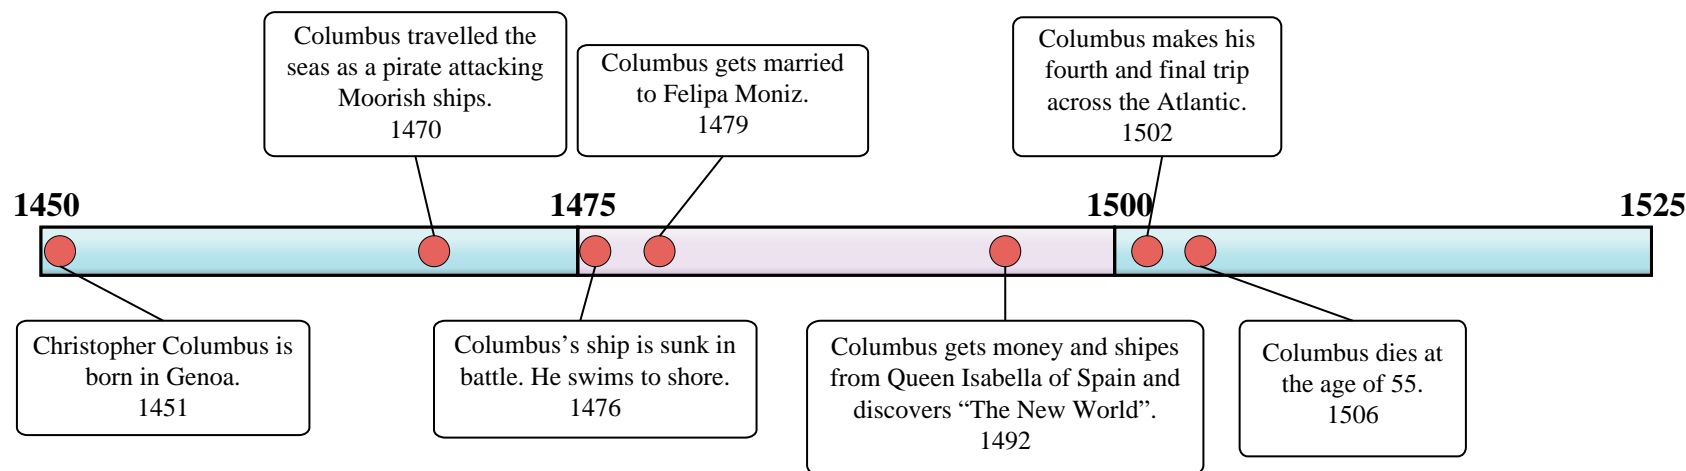 Columbus travelled the
seas as a pirate attacking
Moorish ships.
1470
Columbus gets married
to Felipa Moniz.
1479
Columbus makes his
fourth and final trip
across the Atlantic.
1502
1450
1475
1500
1525
Christopher Columbus is
born in Genoa.
1451
Columbus’s ship is sunk in
battle. He swims to shore.
1476
Columbus gets money and shipes
from Queen Isabella of Spain and
discovers “The New World”.
1492
Columbus dies at
the age of 55.
1506